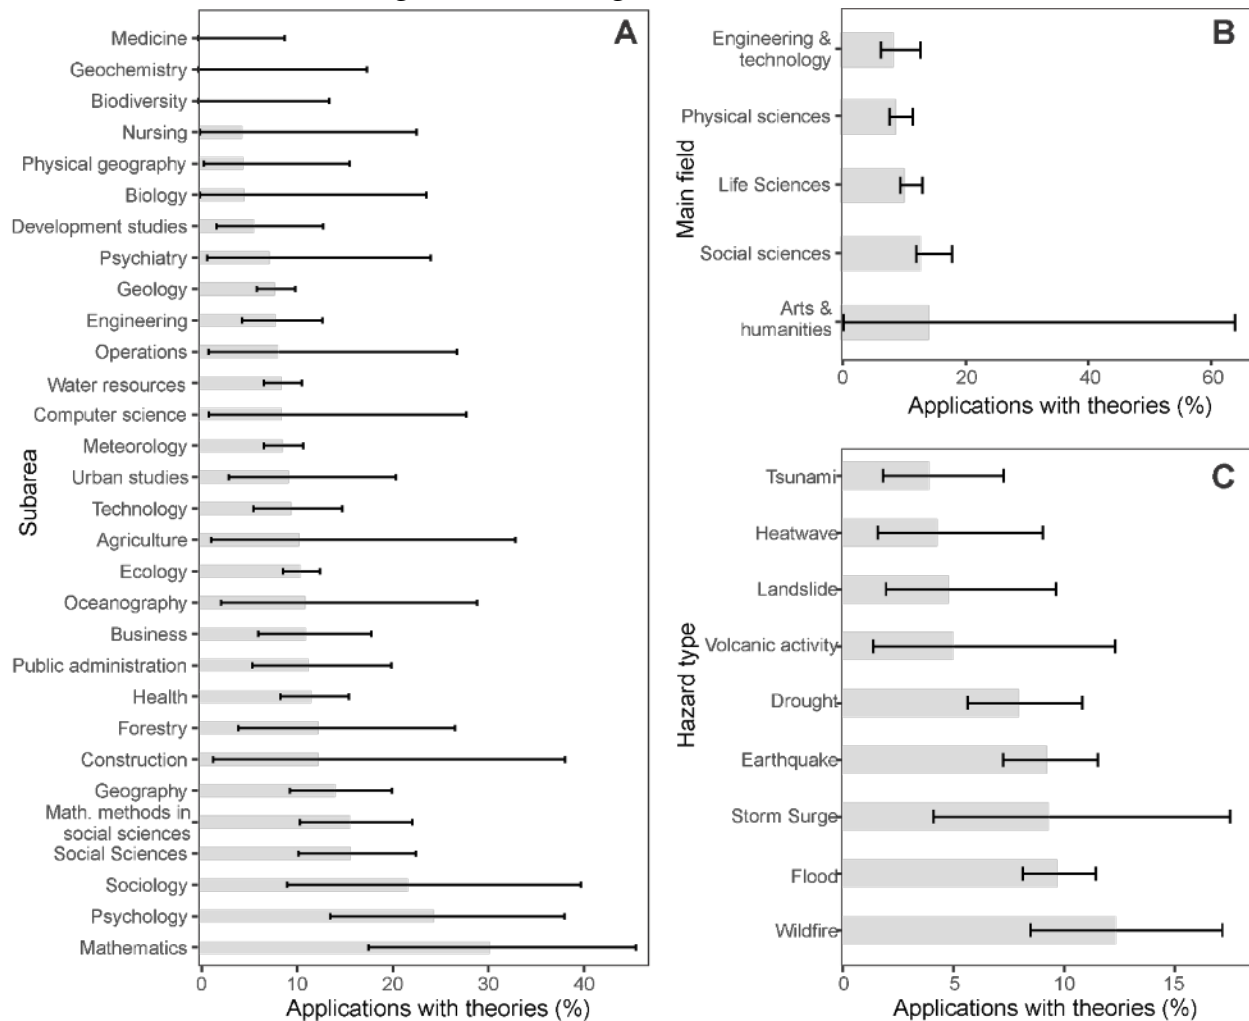 A
Medicine
Geochemistry
Biodiversity
Nursing
Physical geography
Biology
Development studies
Psychiatry
Geology
Engineering
Operations
Water resources
Computer science
Meteorology
Urban studies
Technology
Agriculture
Ecology
Oceanography
Business
Public administration
Health
Forestry
Construction
Geography
Math. methods in
social sciences
Social Sciences
Sociology
Psychology
Mathematics
Subarea
0 10 20 30 40
Applications with theories (%)
B
Engineering &
technology
Physical sciences
Life Sciences
Social sciences
Arts &
humanities
Main field
0 20 40 60
Applications with theories (%)
C
Tsunami
Heatwave
Landslide
Volcanic activity
Drought
Earthquake
Storm Surge
Flood
Wildfire
Hazard type
0 5 10 15
Applications with theories (%)